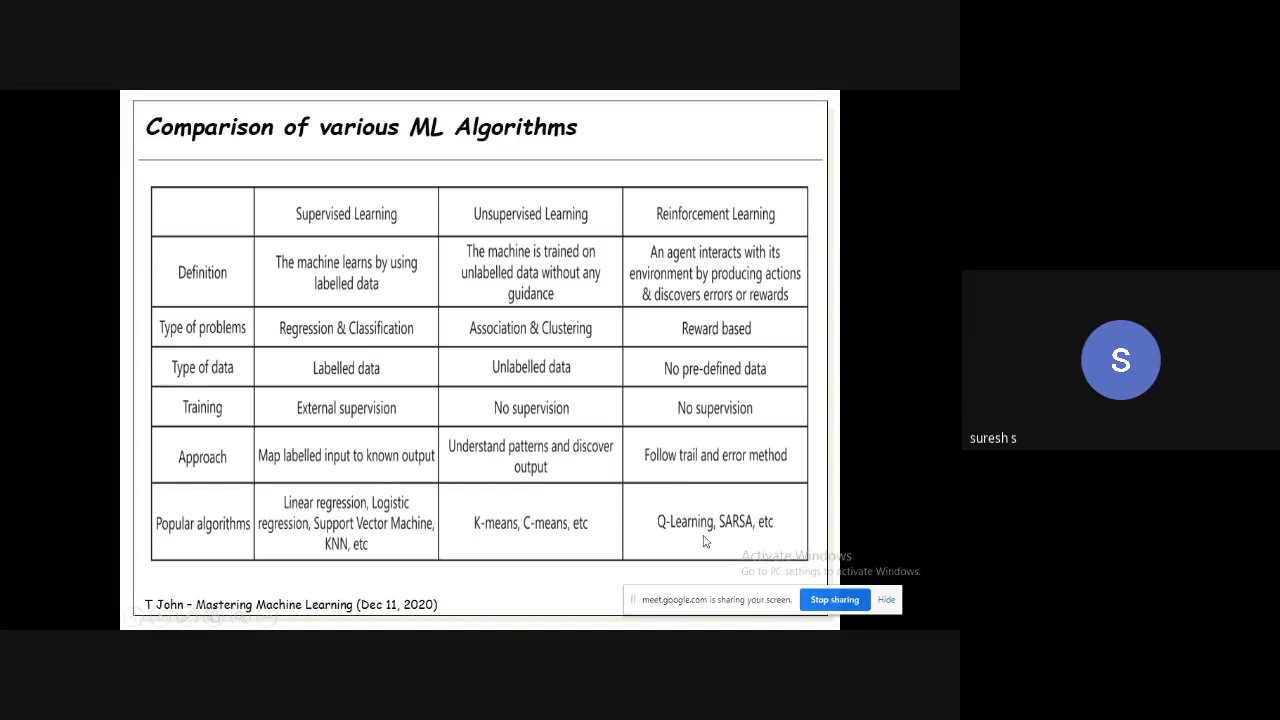 Comparison of various ML Algorithms
Supervised Learning
Unsupervised Learning
Reinforcement Learning
Definition
The machine learns by using
labelled data
The machine is trained on
unlabelled data without any
guidance
An agent interacts with its
environment by producing actions
& discovers errors or rewards
Type of problems
Regression & Classification
Association & Clustering
Reward based
Type of data
Labelled data
Unlabelled data
No pre-defined data
Training
External supervision
No supervision
No supervision
Approach
Map labelled input to known output
Understand patterns and discover
output
Follow trail and error method
Popular algorithms
Linear regression, Logistic
regression, Support Vector Machine,
KNN, etc
K-means, C-means, etc
Q-Learning, SARSA, etc
Activate Windows
Go to PC settings to activate Windows.
meet.google.com is sharing your screen.
Stop sharing
Hide
T John – Mastering Machine Learning (Dec 11, 2020)
S
suresh s